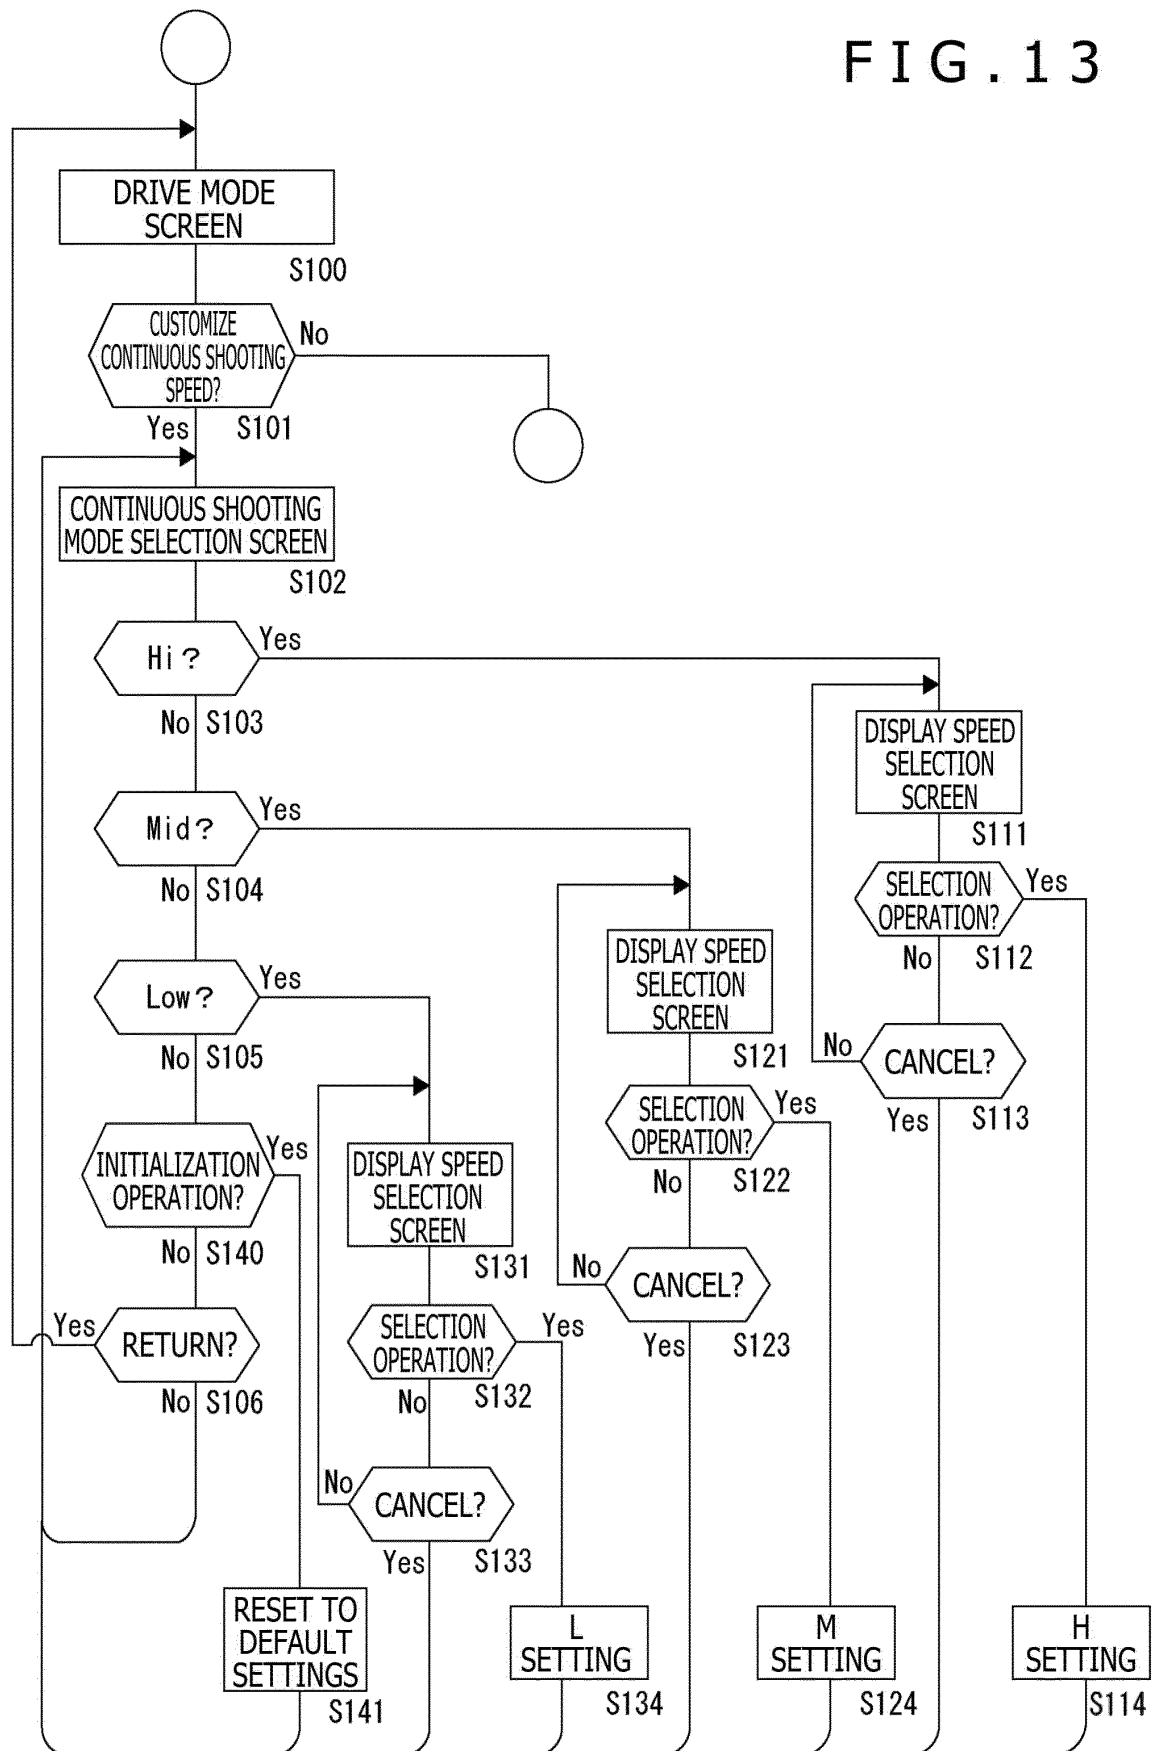 FIG.13
DRIVE MODE
SCREEN
S100
CUSTOMIZE
CONTINUOUS SHOOTING
SPEED?
No
Yes
S101
CONTINUOUS SHOOTING
MODE SELECTION SCREEN
S102
Hi?
Yes
No
S103
DISPLAY SPEED
SELECTION
SCREEN
S111
SELECTION
OPERATION?
Yes
No
S112
CANCEL?
No
Yes
S113
Mid?
Yes
No
S104
DISPLAY SPEED
SELECTION
SCREEN
S121
SELECTION
OPERATION?
Yes
No
S122
CANCEL?
No
Yes
S123
Low?
Yes
No
S105
DISPLAY SPEED
SELECTION
SCREEN
S131
SELECTION
OPERATION?
Yes
No
S132
CANCEL?
No
Yes
S133
INITIALIZATION
OPERATION?
Yes
No
S140
RETURN?
Yes
No
S106
RESET TO
DEFAULT
SETTINGS
S141
L
SETTING
S134
M
SETTING
S124
H
SETTING
S114